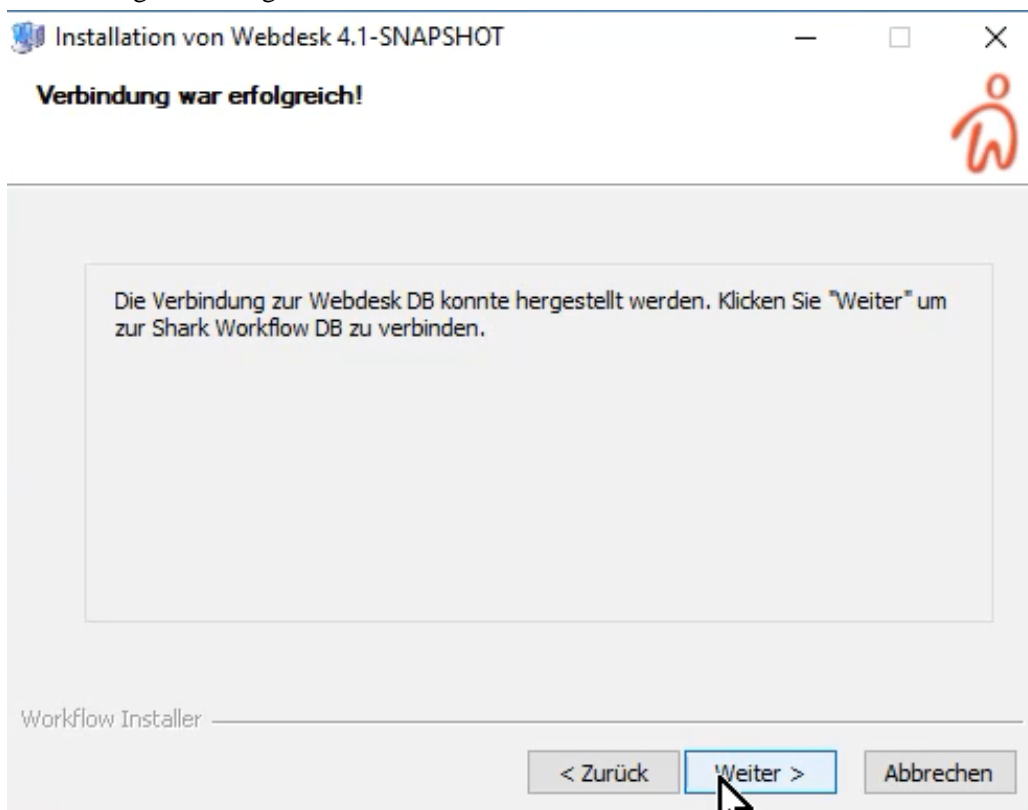 Installation von Webdesk 4.1-SNAPSHOT
Verbindung war erfolgreich!
Die Verbindung zur Webdesk DB konnte hergestellt werden. Klicken Sie "Weiter" um
zur Shark Workflow DB zu verbinden.
Workflow Installer
< Zurück Weiter > Abbrechen